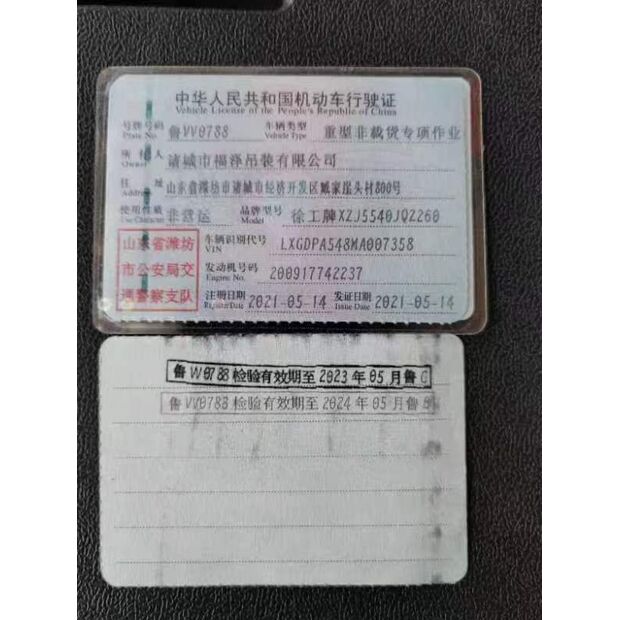 中华人民共和国机动车行驶证
Vehicle License of the People's Republic of China
号牌号码 鲁VV0788 车辆类型 重型非载货专项作业
Plate No. Vehicle Type
所有人 诸城市福泽吊装有限公司
Owner
住址 山东省潍坊市诸城市经济开发区臧家崖头村800号
Address
使用性质 非营运 品牌型号 徐工牌XZJ5540JQZ260
Use Character Model
山东省潍坊 车辆识别代号 LXGDPA548MA007358
VIN
市公安局交 发动机号码 200917742237
Engine No.
通警察支队 注册日期 2021-05-14 发证日期 2021-05-14
Register Date Issue Date
鲁VV0788检验有效期至2023年05月鲁G
鲁VV0788检验有效期至2024年05月鲁